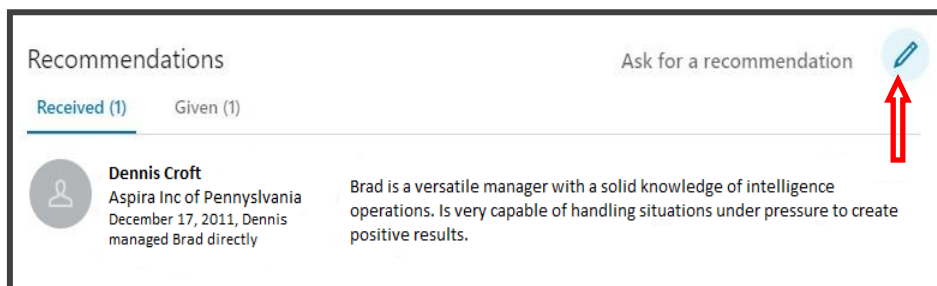 Recommendations
Ask for a recommendation
Received (1)
Given (1)
Dennis Croft
Aspira Inc of Pennyslvania
December 17, 2011, Dennis
managed Brad directly
Brad is a versatile manager with a solid knowledge of intelligence
operations. Is very capable of handling situations under pressure to create
positive results.